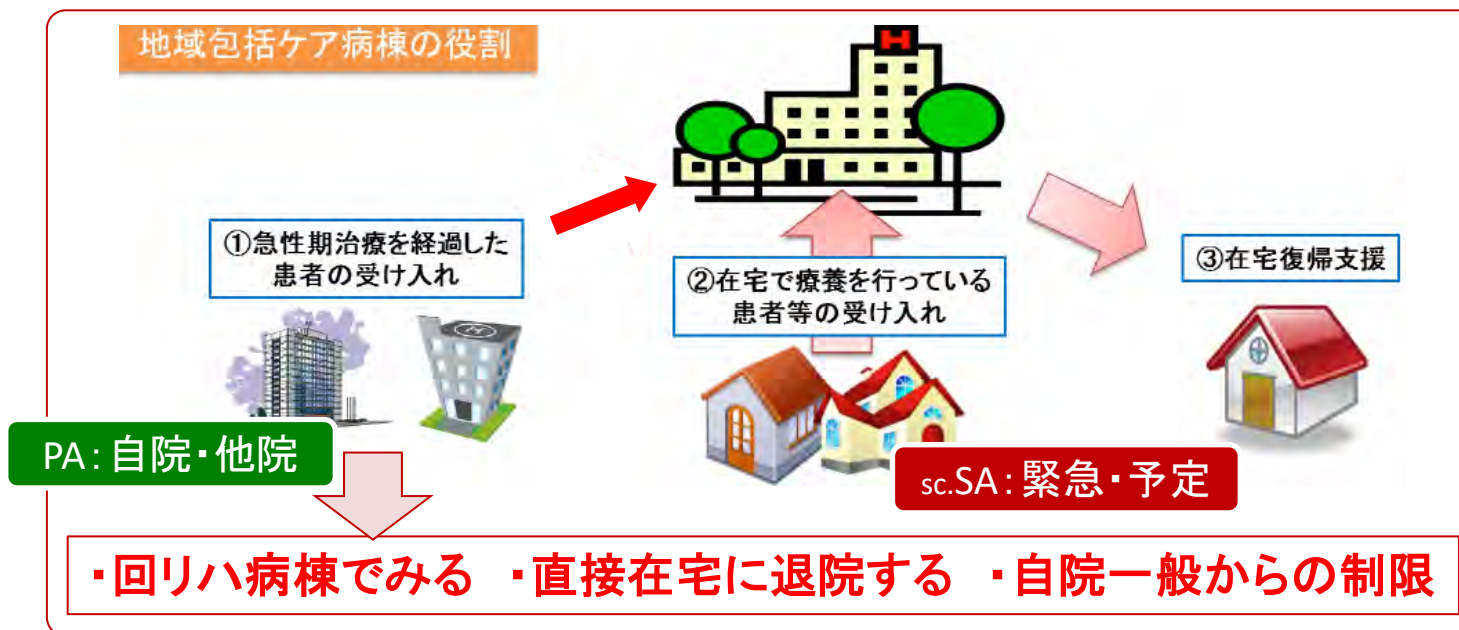 地域包括ケア病棟の役割
H
①急性期治療を経過した
患者の受け入れ
②在宅で療養を行っている
患者等の受け入れ
③在宅復帰支援
H
PA：自院・他院
sc.SA：緊急・予定
・回リハ病棟でみる ・直接在宅に退院する ・自院一般からの制限